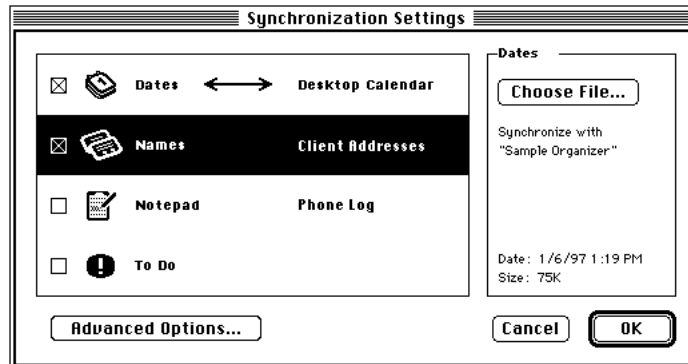 Synchronization Settings
Dates Desktop Calendar
Names Client Addresses
Notepad Phone Log
To Do
Dates
Choose File...
Synchronize with
"Sample Organizer"
Date: 1/6/97 1:19 PM
Size: 75K
Advanced Options...
Cancel OK